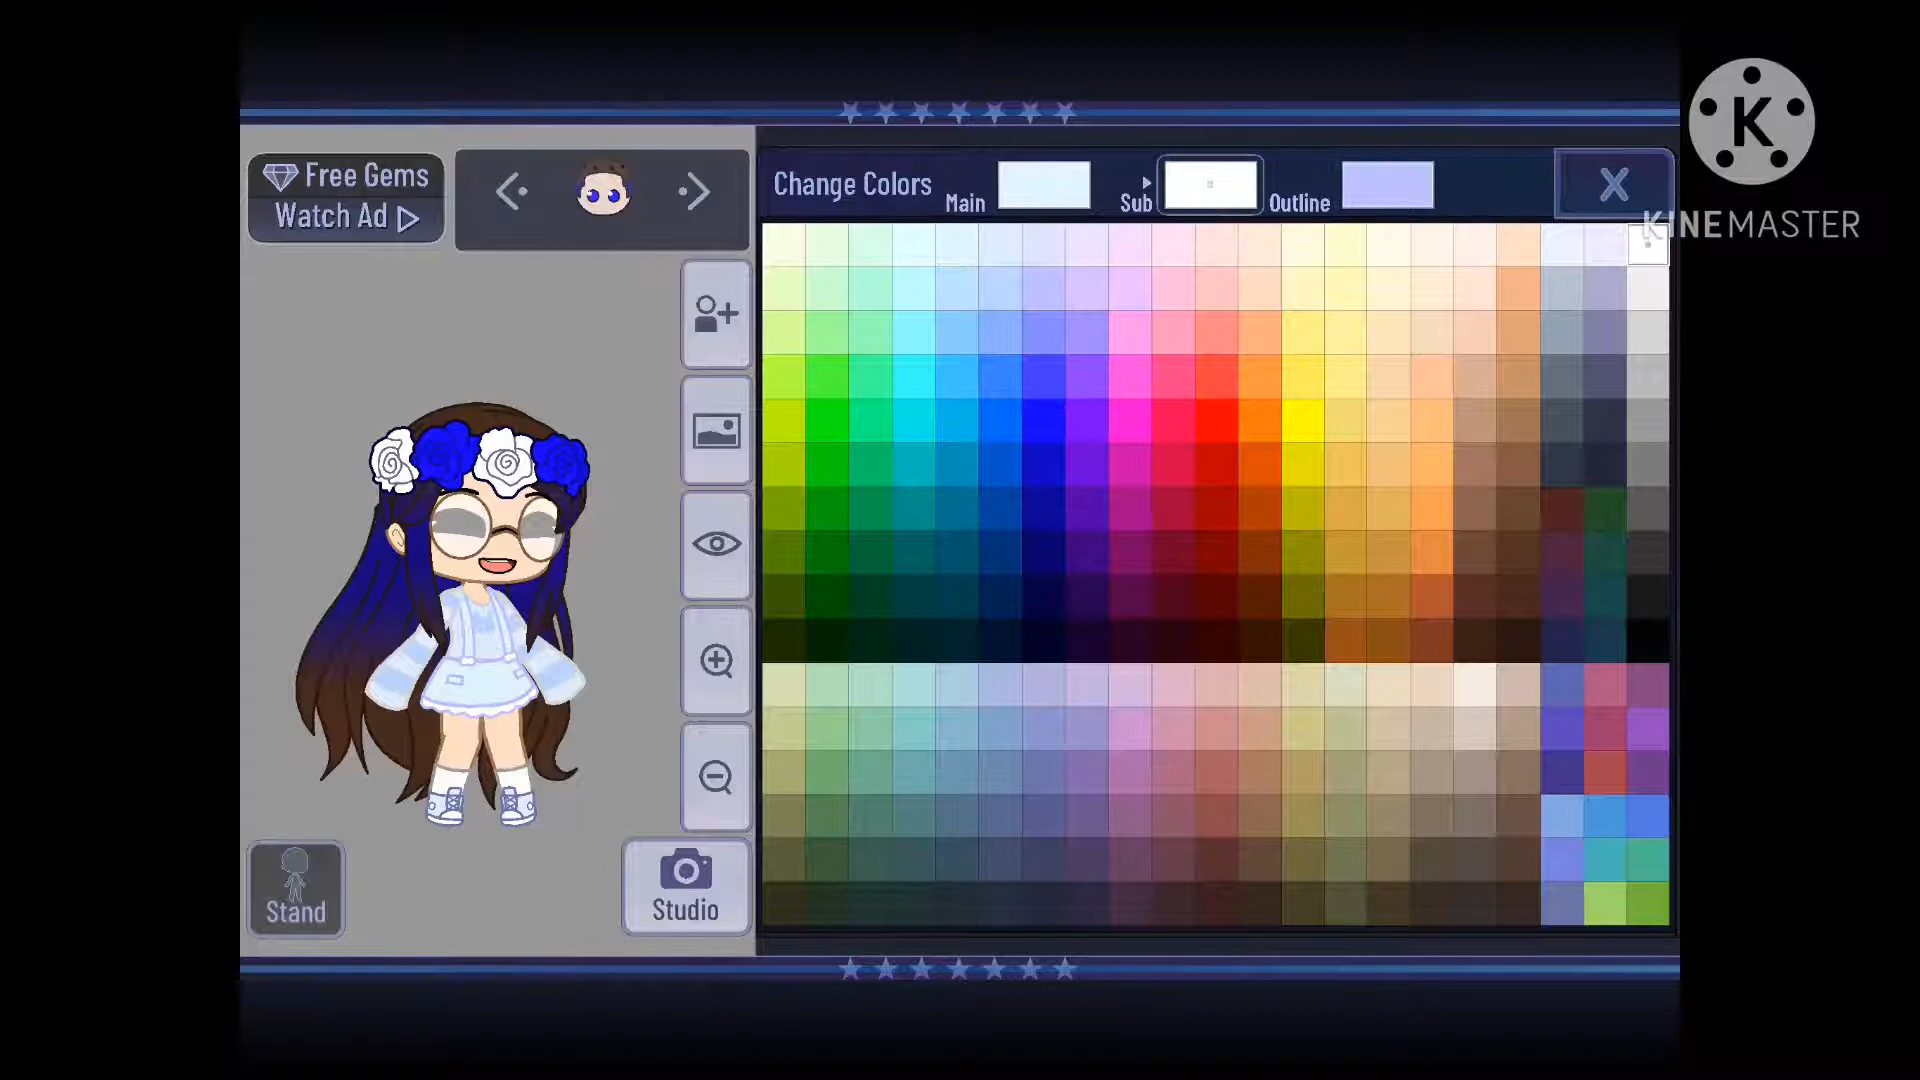 Free Gems
Watch Ad
Change Colors
Main
Sub
Outline
X
K
KINEMASTER
Stand
Studio